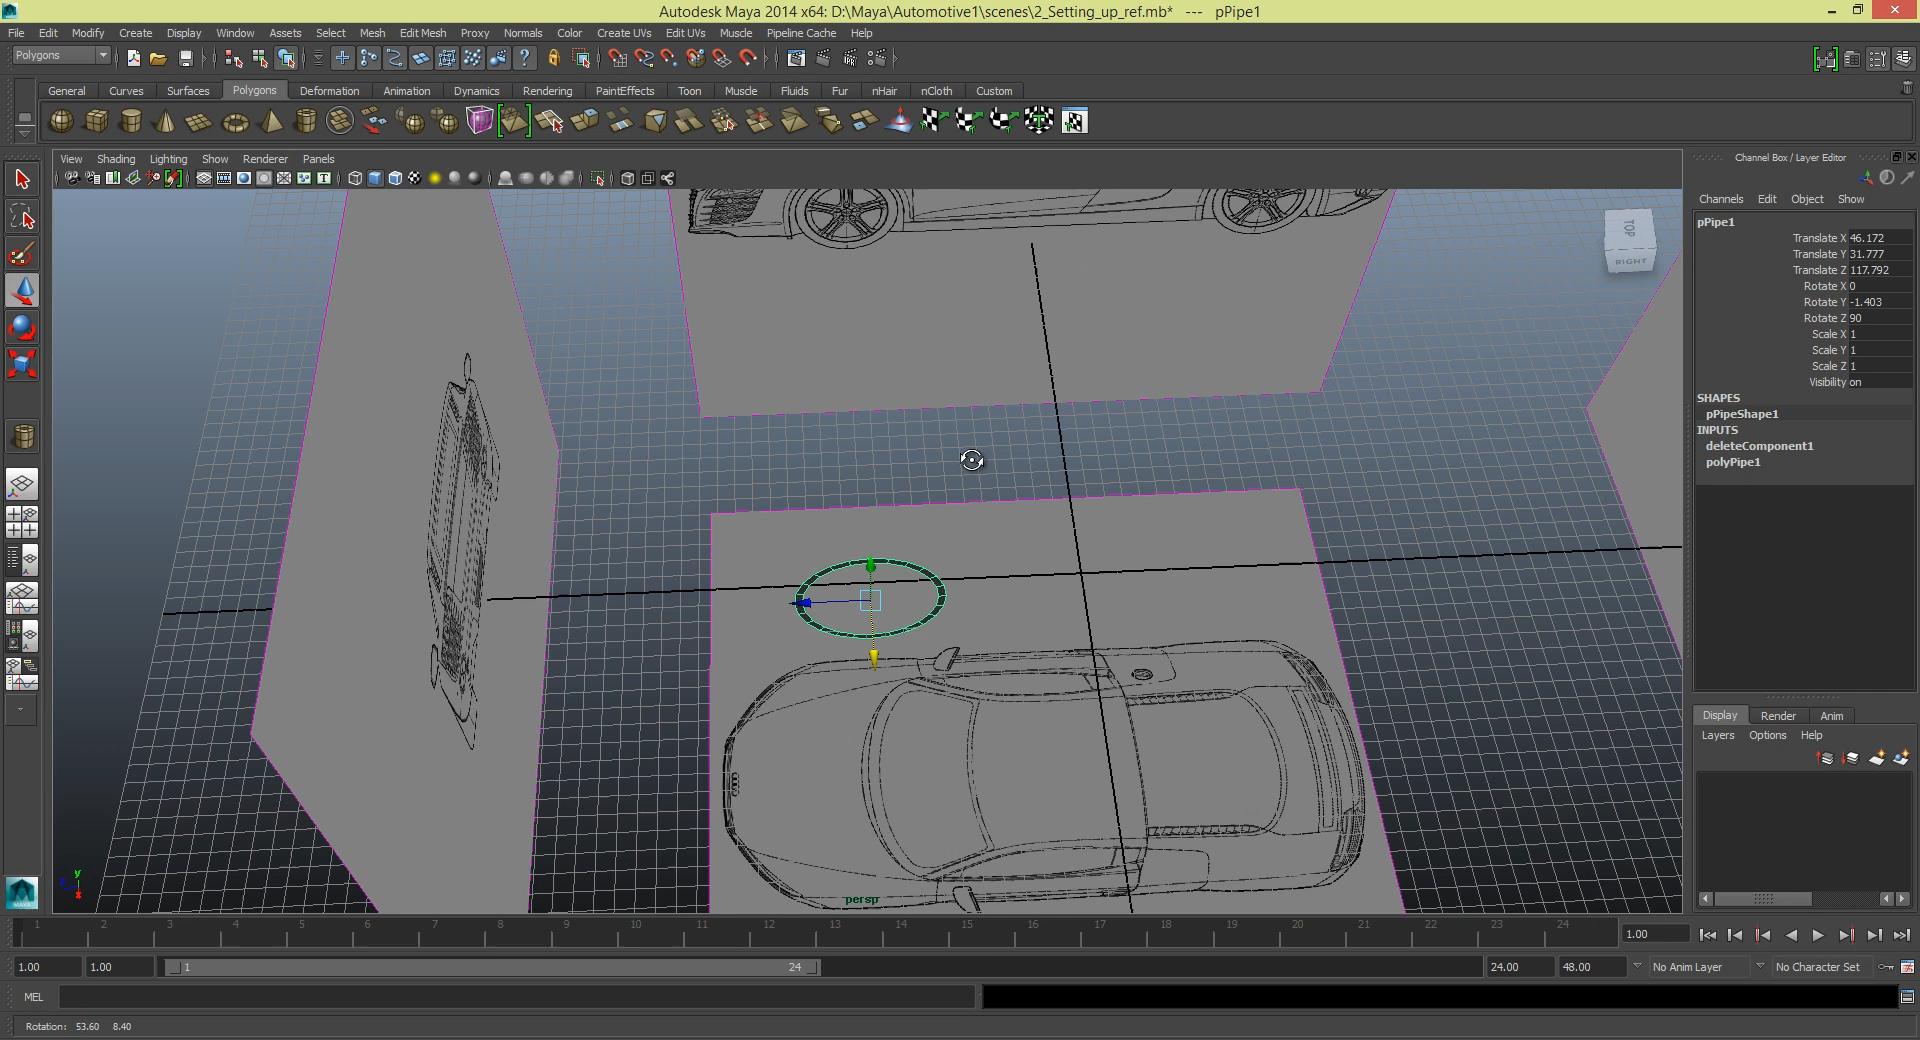 Autodesk Maya 2014 x64: D:\Maya\Automotive1\scenes\2_Setting_up_ref.mb*   ---   pPipe1
File Edit Modify Create Display Window Assets Select Mesh Edit Mesh Proxy Normals Color Create UVs Edit UVs Muscle Pipeline Cache Help
Polygons
General Curves Surfaces Polygons Deformation Animation Dynamics Rendering PaintEffects Toon Muscle Fluids Fur nHair nCloth Custom
View Shading Lighting Show Renderer Panels
Channel Box / Layer Editor
Channels Edit Object Show
pPipe1
Translate X 46.172
Translate Y 31.777
Translate Z 117.792
Rotate X 0
Rotate Y -1.403
Rotate Z 90
Scale X 1
Scale Y 1
Scale Z 1
Visibility on
SHAPES
pPipeShape1
INPUTS
deleteComponent1
polyPipe1
TOP
RIGHT
Display Render Anim
Layers Options Help
y
z
x
persp
1 2 3 4 5 6 7 8 9 10 11 12 13 14 15 16 17 18 19 20 21 22 23 24
1.00
1.00 1.00 1 24 24.00 48.00 No Anim Layer No Character Set
MEL
Rotation: 53.60 8.40